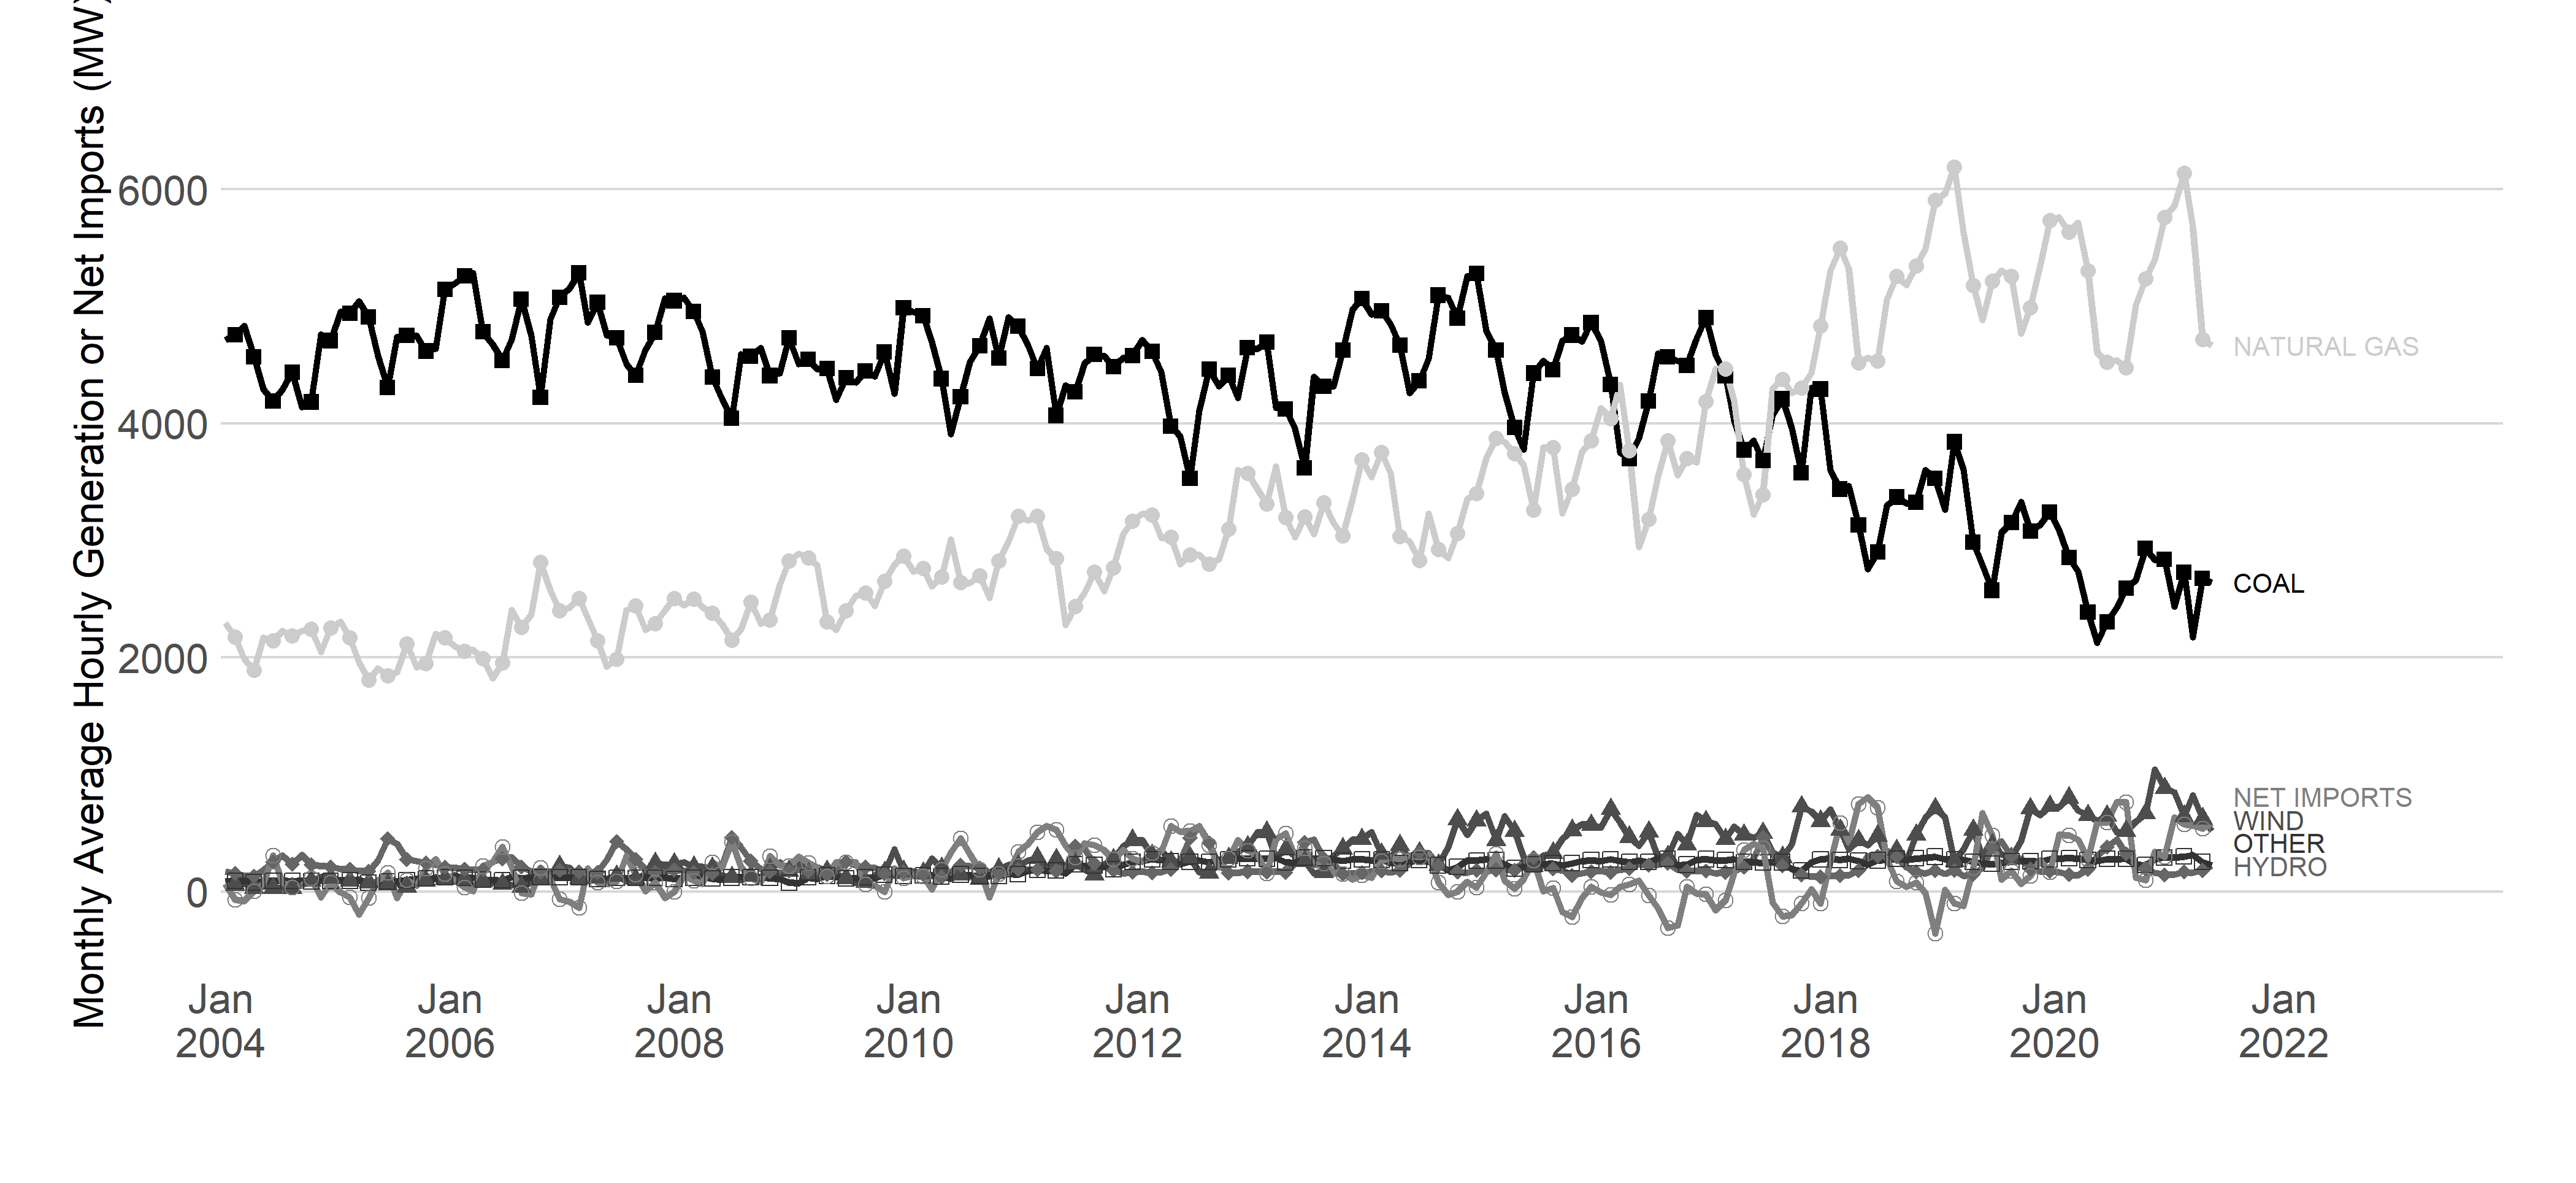 Monthly Average Hourly Generation or Net Imports (MW)
6000
4000
2000
0
NATURAL GAS
COAL
NET IMPORTS
WIND
OTHER
HYDRO
Jan Jan Jan Jan Jan Jan Jan Jan Jan Jan
2004 2006 2008 2010 2012 2014 2016 2018 2020 2022